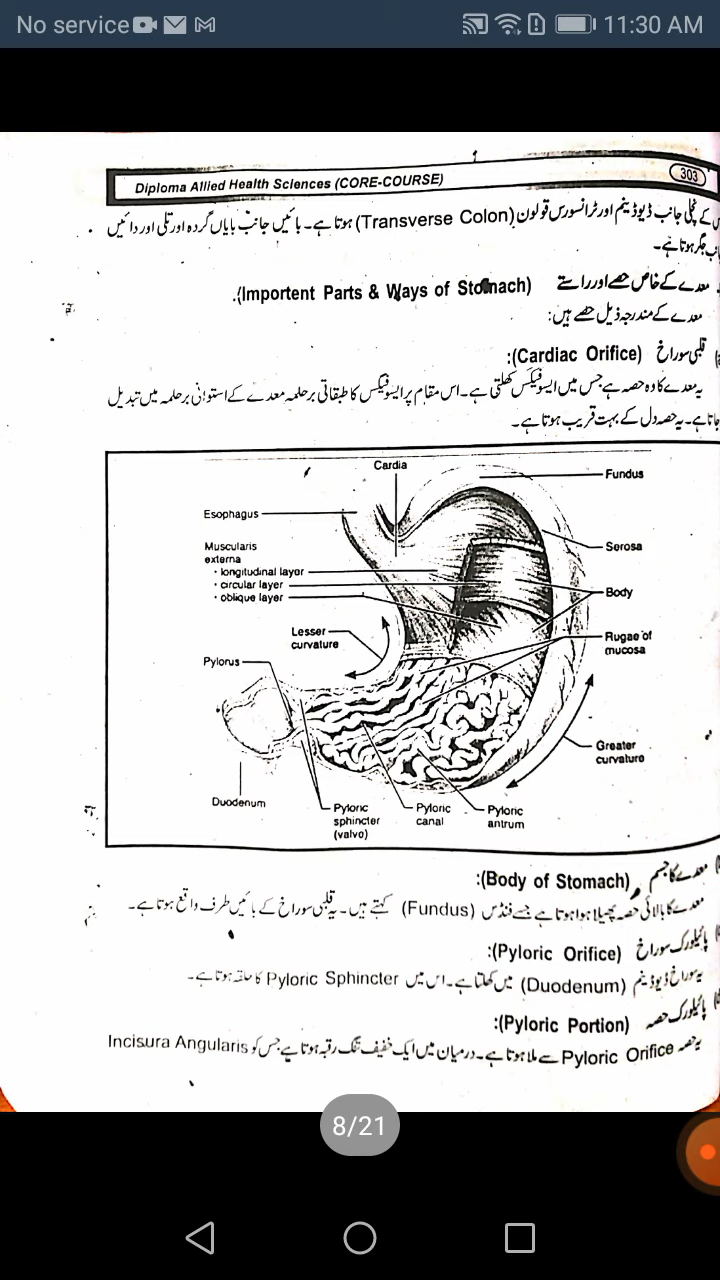 No service
11:30 AM
Diploma Allied Health Sciences (CORE-COURSE)
303
کے نچلی جانب ڈیوڈینم اور ٹرانسورس قولون (Transverse Colon) ہوتا ہے۔ بائیں جانب بایاں گردہ اور تلی اور دائیں
جگر ہوتا ہے۔
معدے کے خاص حصے اور راستے (Importent Parts & Ways of Stomach).
معدے کے مندرجہ ذیل حصے ہیں:
قلبی سوراخ (Cardiac Orifice):
یہ معدے کا وہ حصہ ہے جس میں ایسوفیگس کھلتی ہے۔ اس مقام پر ایسوفیگس کا طبقاتی برحلمہ معدے کے استوانی برحلمہ میں تبدیل
جاتا ہے۔ یہ حصہ دل کے بہت قریب ہوتا ہے۔
Cardia
Fundus
Esophagus
Serosa
Muscularis
externa
• longitudinal layer
• circular layer
• oblique layer
Body
Lesser
curvature
Rugae of
mucosa
Pylorus
Greater
curvature
Duodenum
Pyloric
sphincter
(valvo)
Pyloric
canal
Pyloric
antrum
معدے کا جسم (Body of Stomach):
معدے کا بالائی حصہ پھیلا ہوا ہوتا ہے جسے فنڈس (Fundus) کہتے ہیں۔ یہ قلبی سوراخ کے بائیں طرف واقع ہوتا ہے۔
پائیلورک سوراخ (Pyloric Orifice):
یہ سوراخ ڈیوڈینم (Duodenum) میں کھلتا ہے۔ اس میں Pyloric Sphincter کا حلقہ ہوتا ہے۔
پائیلورک حصہ (Pyloric Portion):
یہ حصہ Pyloric Orifice سے ملا ہوتا ہے۔ درمیان میں ایک خفیف تنگ رقبہ ہوتا ہے جس کو Incisura Angularis
8/21